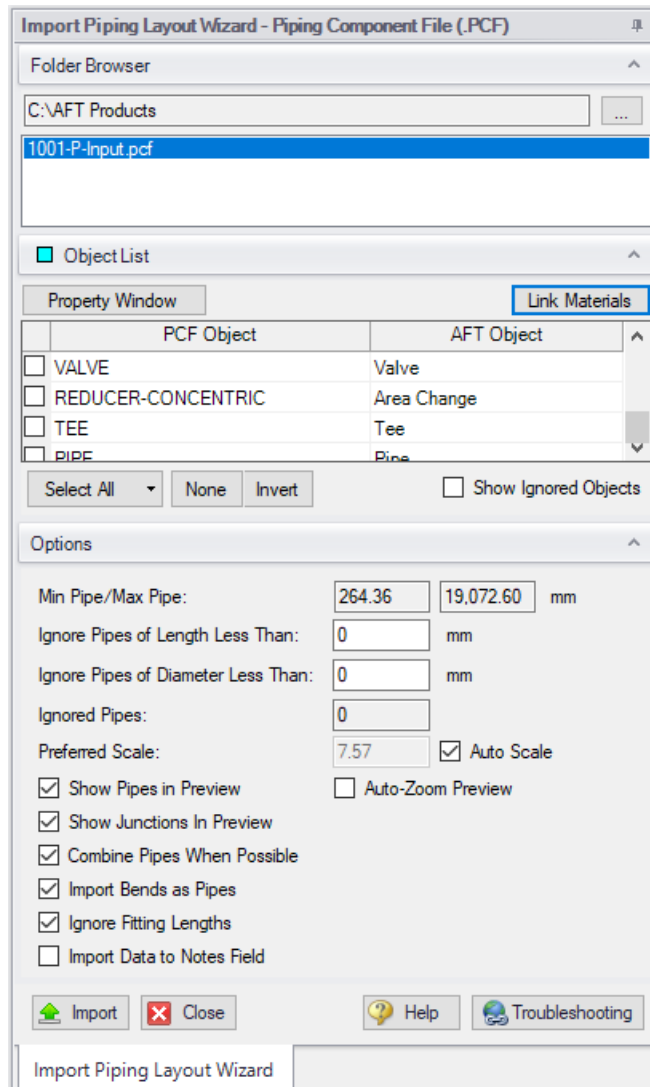 Import Piping Layout Wizard - Piping Component File (.PCF)
Folder Browser
C:\AFT Products
...
1001-P-Input.pcf
Object List
Property Window
Link Materials
PCF Object AFT Object
VALVE Valve
REDUCER-CONCENTRIC Area Change
TEE Tee
PIPE Pipe
Select All None Invert Show Ignored Objects
Options
Min Pipe/Max Pipe: 264.36 19,072.60 mm
Ignore Pipes of Length Less Than: 0 mm
Ignore Pipes of Diameter Less Than: 0 mm
Ignored Pipes: 0
Preferred Scale: 7.57 Auto Scale
Show Pipes in Preview Auto-Zoom Preview
Show Junctions In Preview
Combine Pipes When Possible
Import Bends as Pipes
Ignore Fitting Lengths
Import Data to Notes Field
Import Close Help Troubleshooting
Import Piping Layout Wizard